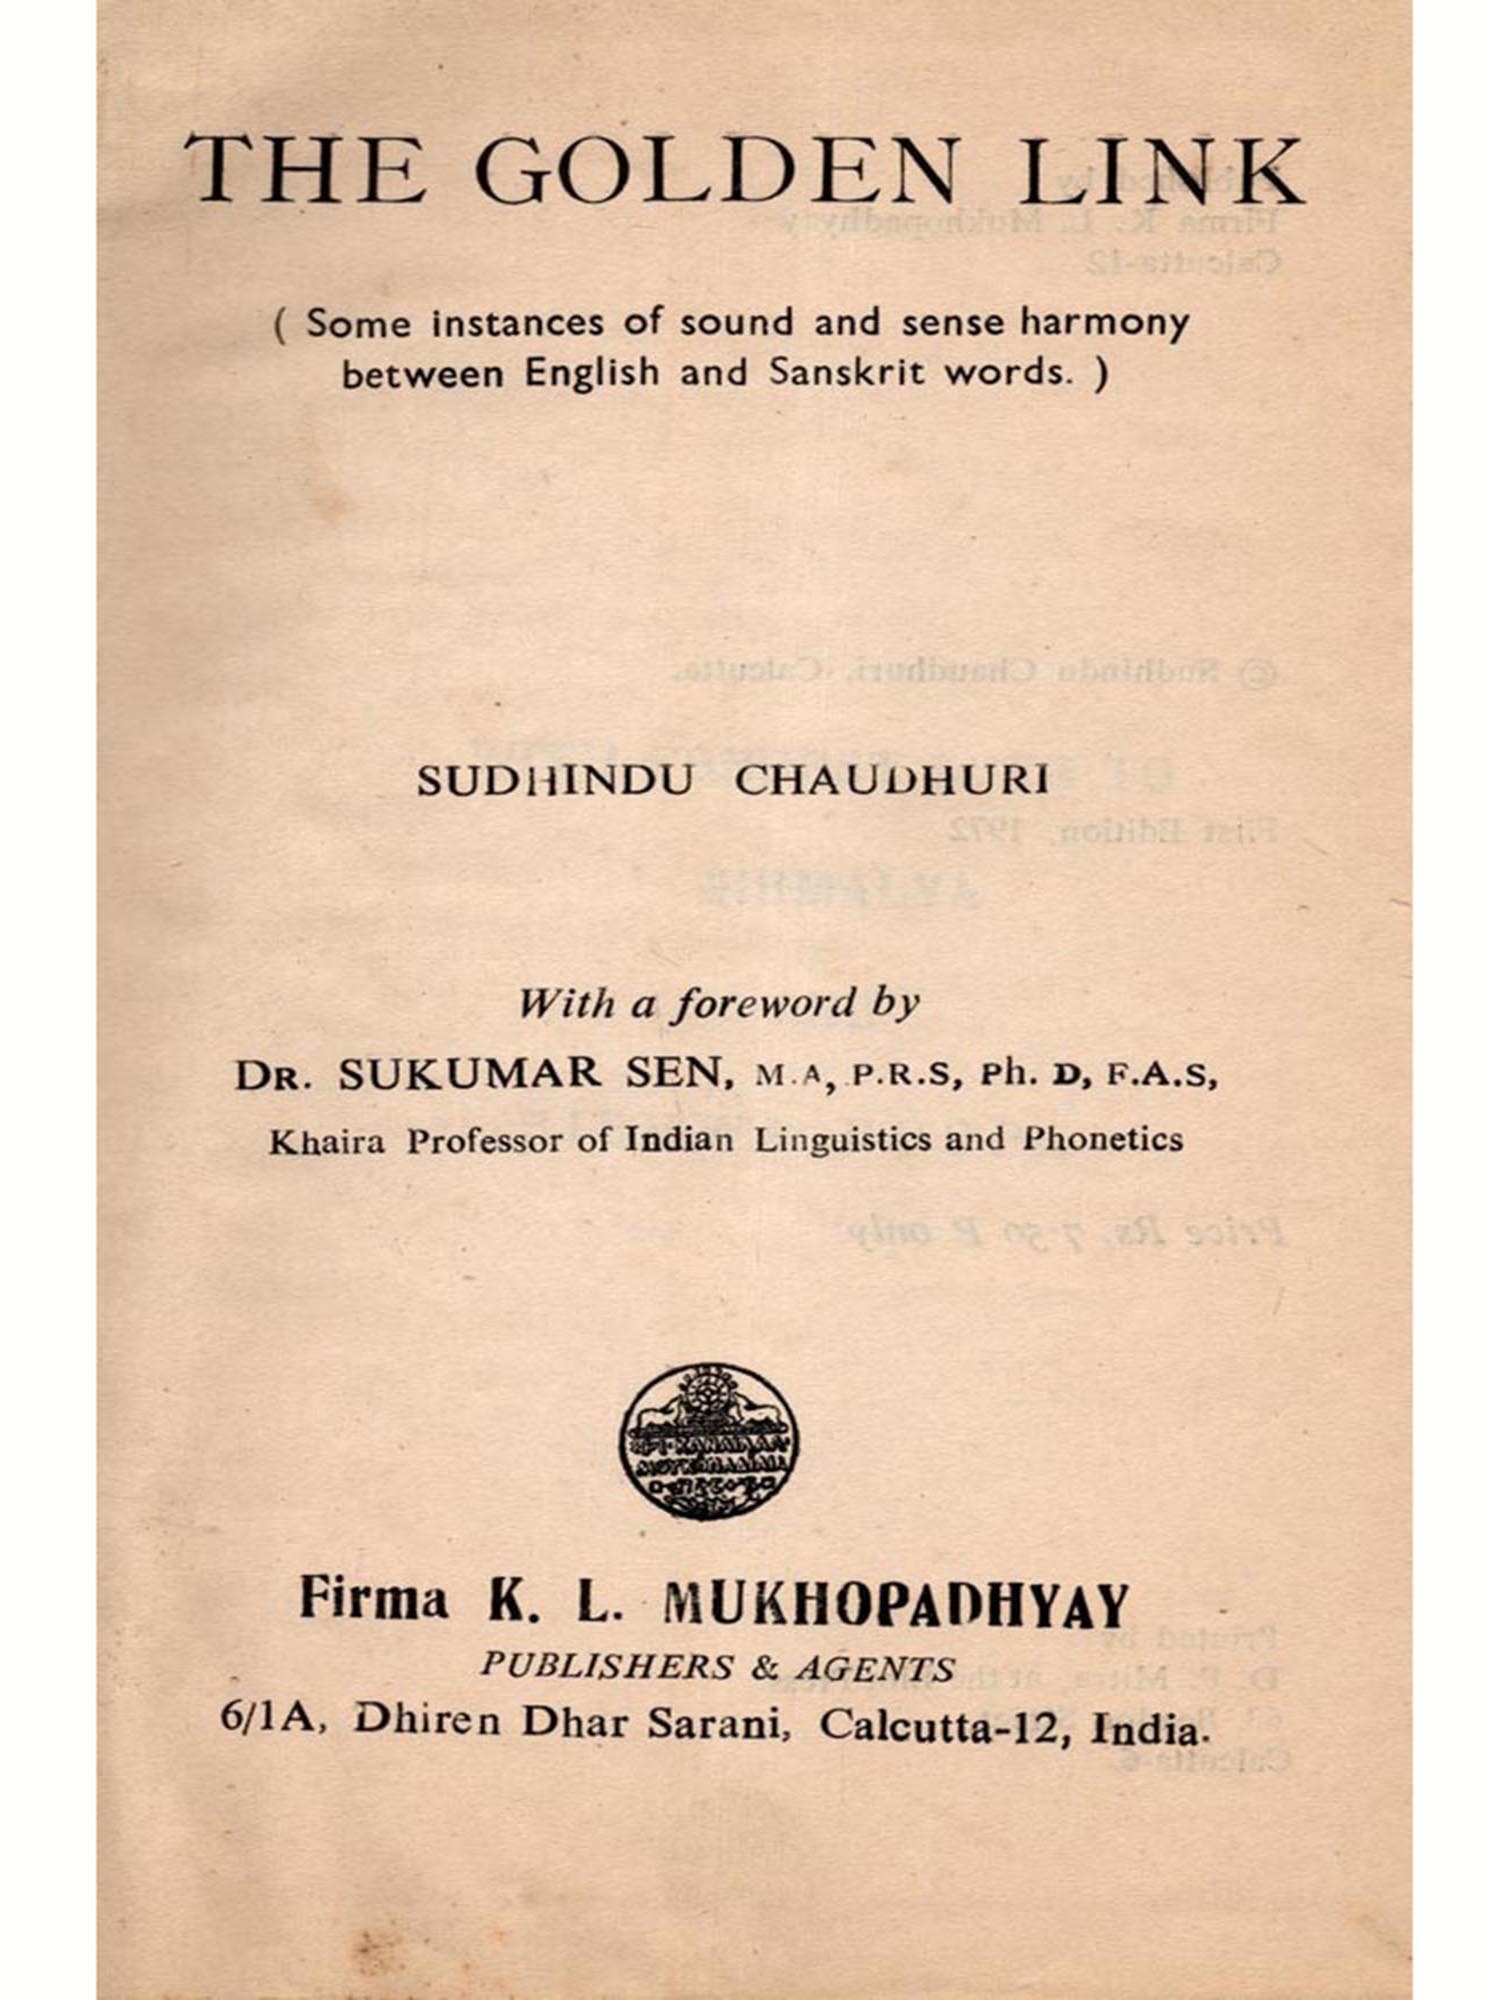 THE GOLDEN LINK
( Some instances of sound and sense harmony
between English and Sanskrit words. )
SUDHINDU CHAUDHURI
With a foreword by
DR. SUKUMAR SEN, M.A, P.R.S, Ph. D, F.A.S,
Khaira Professor of Indian Linguistics and Phonetics
Firma K. L. MUKHOPADHYAY
PUBLISHERS & AGENTS
6/1A, Dhiren Dhar Sarani, Calcutta-12, India.